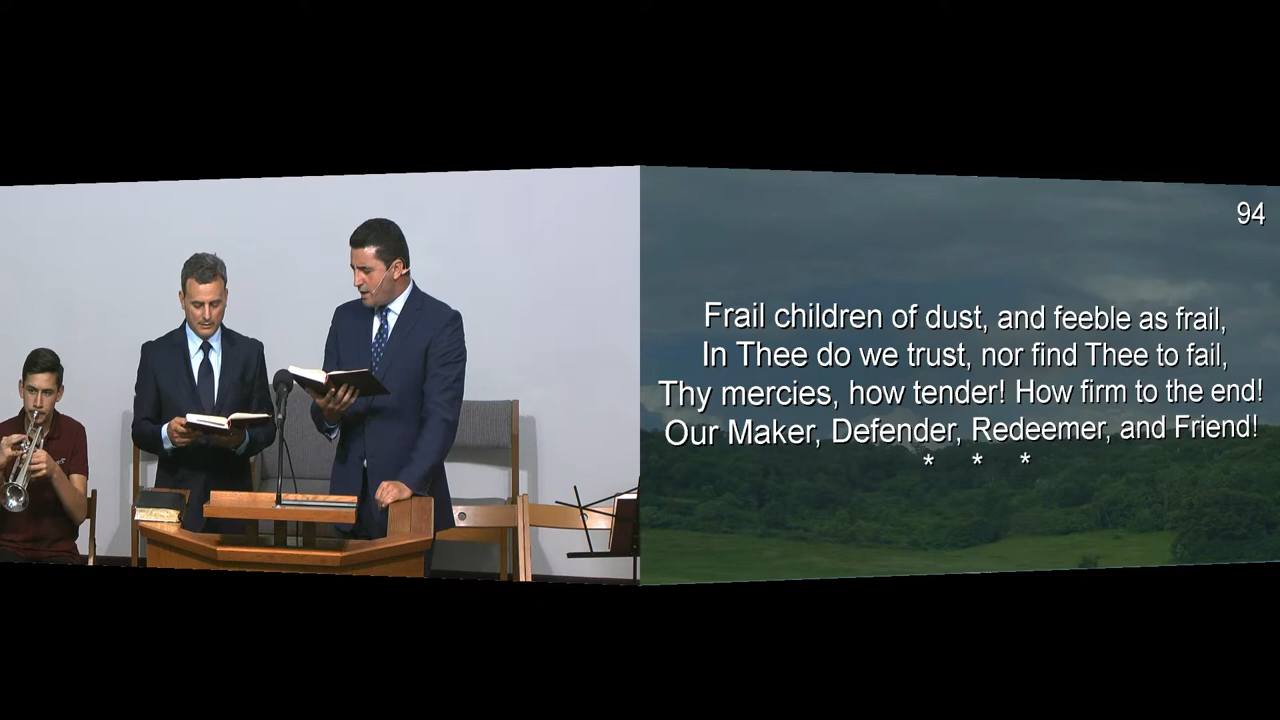 94
Frail children of dust, and feeble as frail,
In Thee do we trust, nor find Thee to fail,
Thy mercies, how tender! How firm to the end!
Our Maker, Defender, Redeemer, and Friend!
* * *